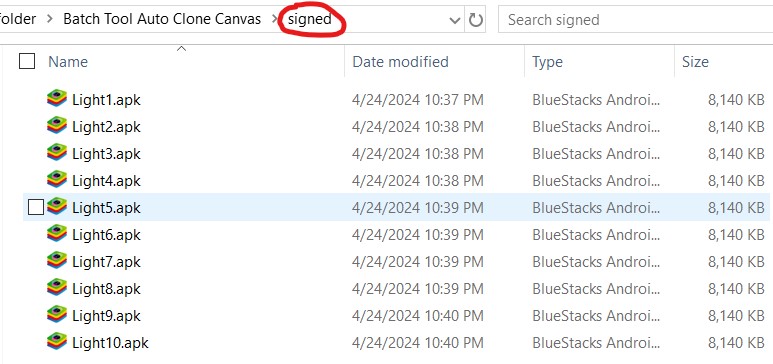 folder > Batch Tool Auto Clone Canvas > signed Search signed
Name Date modified Type Size
Light1.apk 4/24/2024 10:37 PM BlueStacks Androi... 8,140 KB
Light2.apk 4/24/2024 10:38 PM BlueStacks Androi... 8,140 KB
Light3.apk 4/24/2024 10:38 PM BlueStacks Androi... 8,140 KB
Light4.apk 4/24/2024 10:38 PM BlueStacks Androi... 8,140 KB
Light5.apk 4/24/2024 10:39 PM BlueStacks Androi... 8,140 KB
Light6.apk 4/24/2024 10:39 PM BlueStacks Androi... 8,140 KB
Light7.apk 4/24/2024 10:39 PM BlueStacks Androi... 8,140 KB
Light8.apk 4/24/2024 10:39 PM BlueStacks Androi... 8,140 KB
Light9.apk 4/24/2024 10:40 PM BlueStacks Androi... 8,140 KB
Light10.apk 4/24/2024 10:40 PM BlueStacks Androi... 8,140 KB